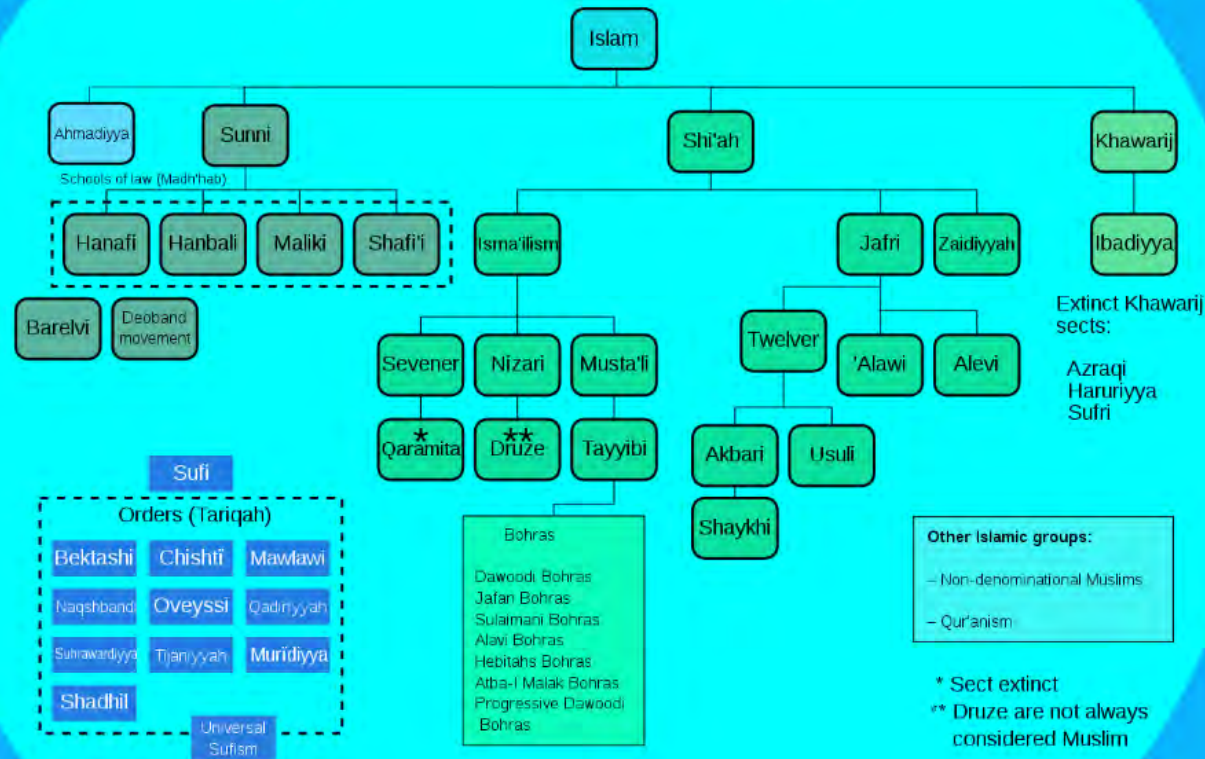 Islam
Ahmadiyya
Sunni
Shi'ah
Khawarij
Schools of law (Madh'hab)
Hanafi
Hanbali
Maliki
Shafi'i
Isma'ilism
Jafri
Zaidiyyah
Ibadiyya
Barelvi
Deoband
movement
Extinct Khawarij
sects:
Azraqi
Haruriyya
Sufri
Sevener
Nizari
Musta'li
Twelver
'Alawi
Alevi
*
Qaramita
**
Druze
Tayyibi
Akbari
Usuli
Shaykhi
Sufi
Orders (Tariqah)
Bektashi
Chishtī
Mawlawi
Naqshbandi
Oveyssi
Qadiriyyah
Suhrawardiyya
Tijaniyyah
Murīdiyya
Shadhil
Universal
Sufism
Bohras
Dawoodi Bohras
Jafari Bohras
Sulaimani Bohras
Alavi Bohras
Hebitahs Bohras
Atba-I Malak Bohras
Progressive Dawoodi
Bohras
Other Islamic groups:
– Non-denominational Muslims
– Qur'anism
* Sect extinct
** Druze are not always
considered Muslim